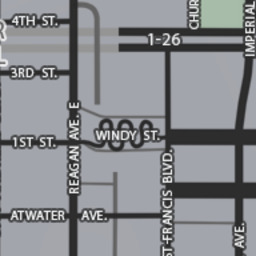 4TH ST.
CHUR
IMPERIAL
1-26
3RD ST.
REAGAN AVE. E
1ST ST.
WINDY ST.
ST-FRANCIS BLVD.
ATWATER AVE.
AVE.